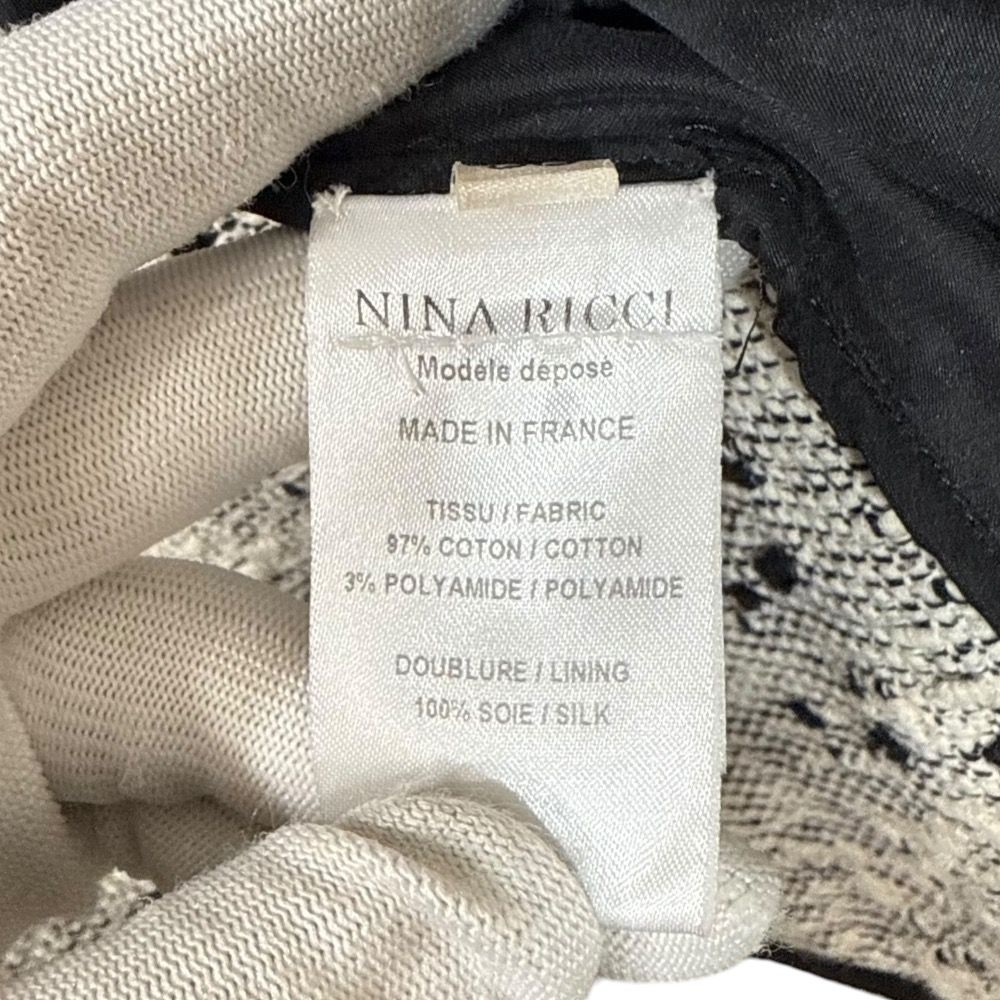 NINA RICCI
Modèle déposé
MADE IN FRANCE
TISSU / FABRIC
97% COTON / COTTON
3% POLYAMIDE / POLYAMIDE
DOUBLURE / LINING
100% SOIE / SILK